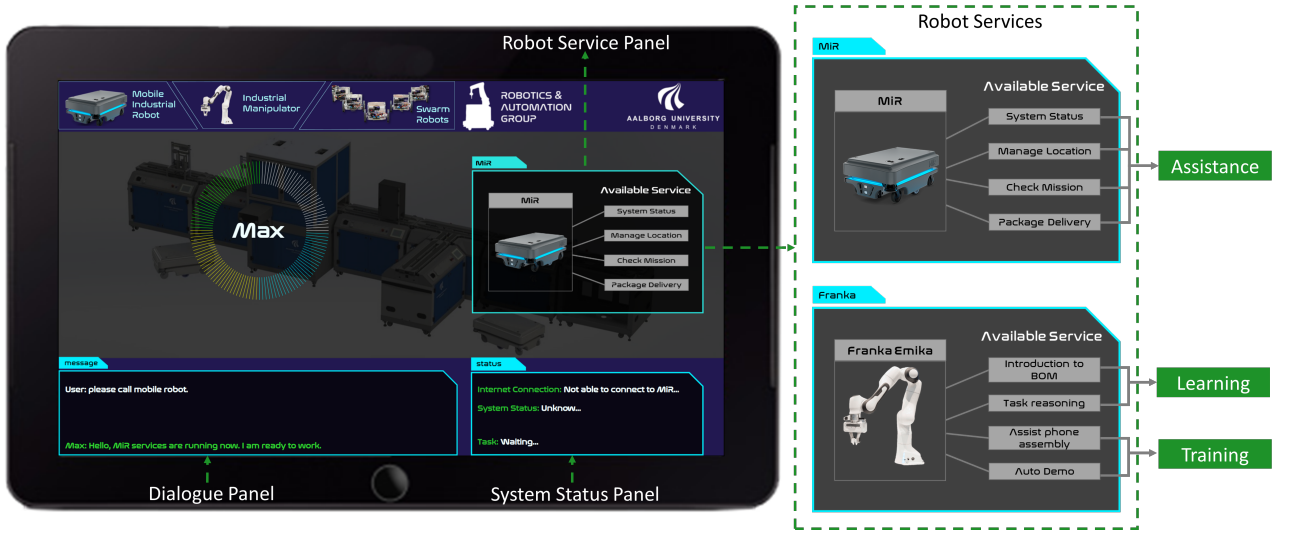 Robot Service Panel
Mobile
Industrial
Robot
Industrial
Manipulator
Swarm
Robots
ROBOTICS &
AUTOMATION
GROUP
AALBORG UNIVERSITY
DENMARK
Max
MiR
MiR
Available Service
System Status
Manage Location
Check Mission
Package Delivery
message
User: please call mobile robot.
Max: Hello, MiR services are running now. I am ready to work.
status
Internet Connection: Not able to connect to MiR...
System Status: Unknow...
Task: Waiting...
Dialogue Panel
System Status Panel
Robot Services
MiR
MiR
Available Service
System Status
Manage Location
Check Mission
Package Delivery
Assistance
Franka
Franka Emika
Available Service
Introduction to
BOM
Task reasoning
Assist phone
assembly
Auto Demo
Learning
Training